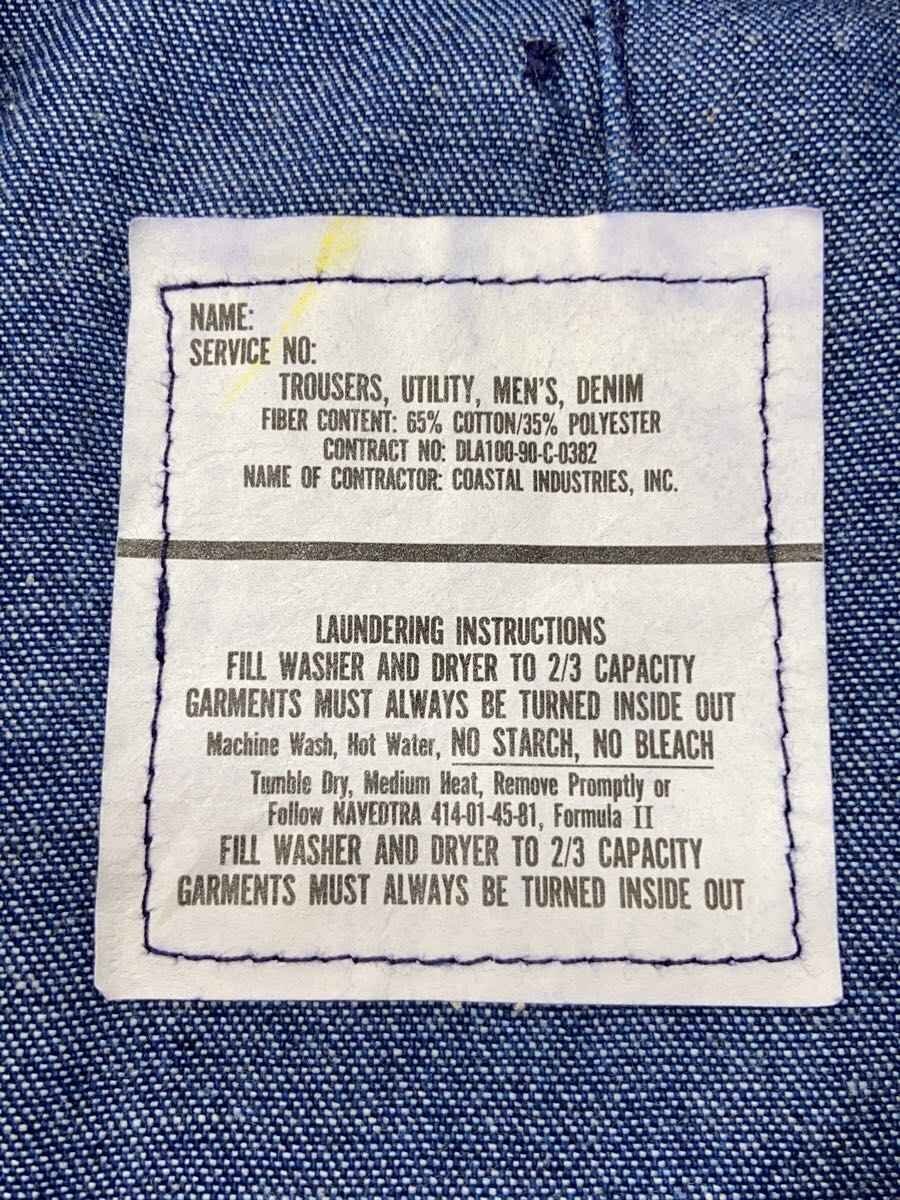 NAME:
SERVICE NO:
TROUSERS, UTILITY, MEN'S, DENIM
FIBER CONTENT: 65% COTTON/35% POLYESTER
CONTRACT NO: DLA100-90-C-0382
NAME OF CONTRACTOR: COASTAL INDUSTRIES, INC.
LAUNDERING INSTRUCTIONS
FILL WASHER AND DRYER TO 2/3 CAPACITY
GARMENTS MUST ALWAYS BE TURNED INSIDE OUT
Machine Wash, Hot Water, NO STARCH, NO BLEACH
Tumble Dry, Medium Heat, Remove Promptly or
Follow NAVEDTRA 414-01-45-81, Formula II
FILL WASHER AND DRYER TO 2/3 CAPACITY
GARMENTS MUST ALWAYS BE TURNED INSIDE OUT